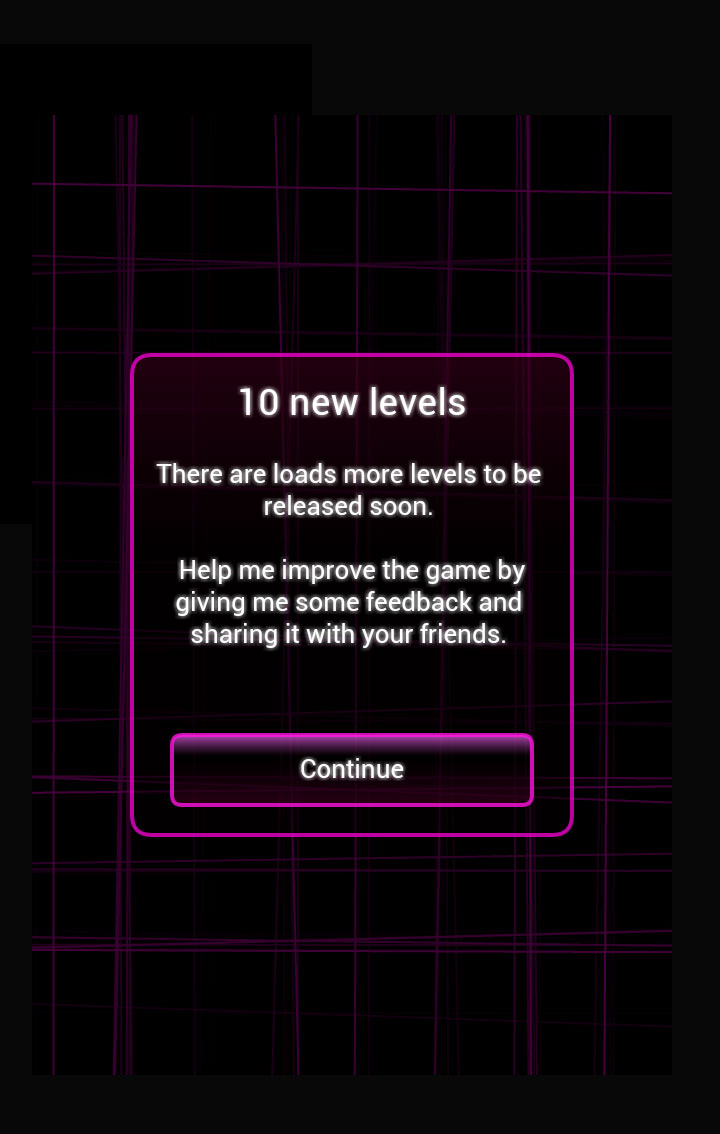 10 new levels
There are loads more levels to be
released soon.
Help me improve the game by
giving me some feedback and
sharing it with your friends.
Continue